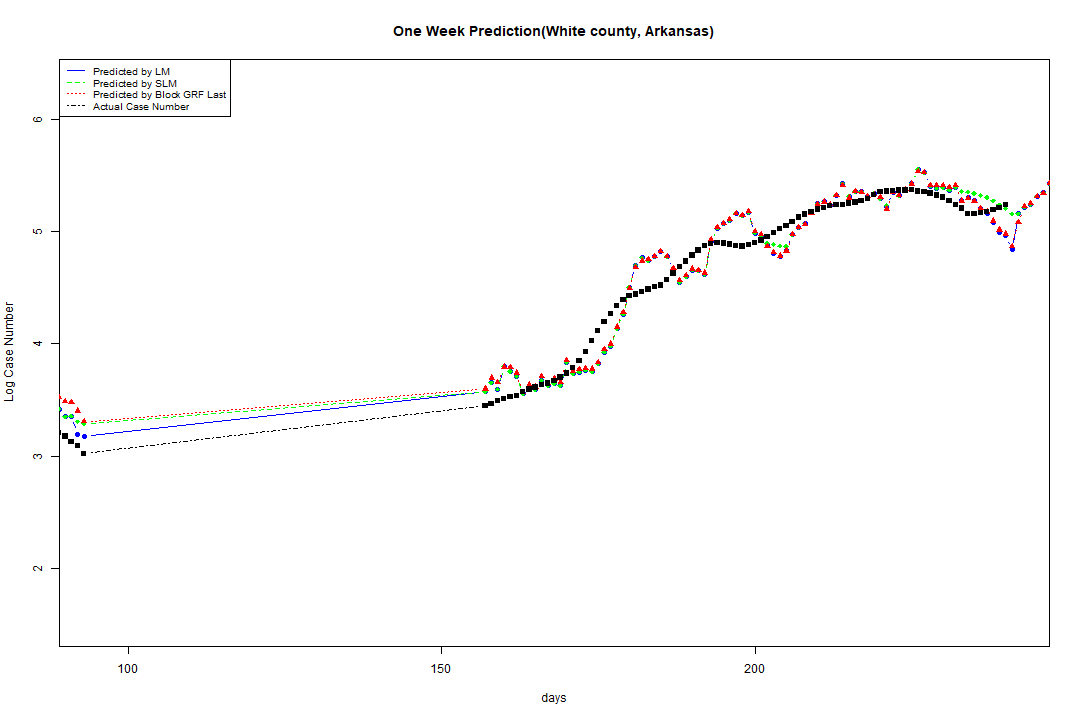 One Week Prediction(White county, Arkansas)
Predicted by LM
Predicted by SLM
Predicted by Block GRF Last
Actual Case Number
6
5
4
3
2
Log Case Number
100
150
200
days